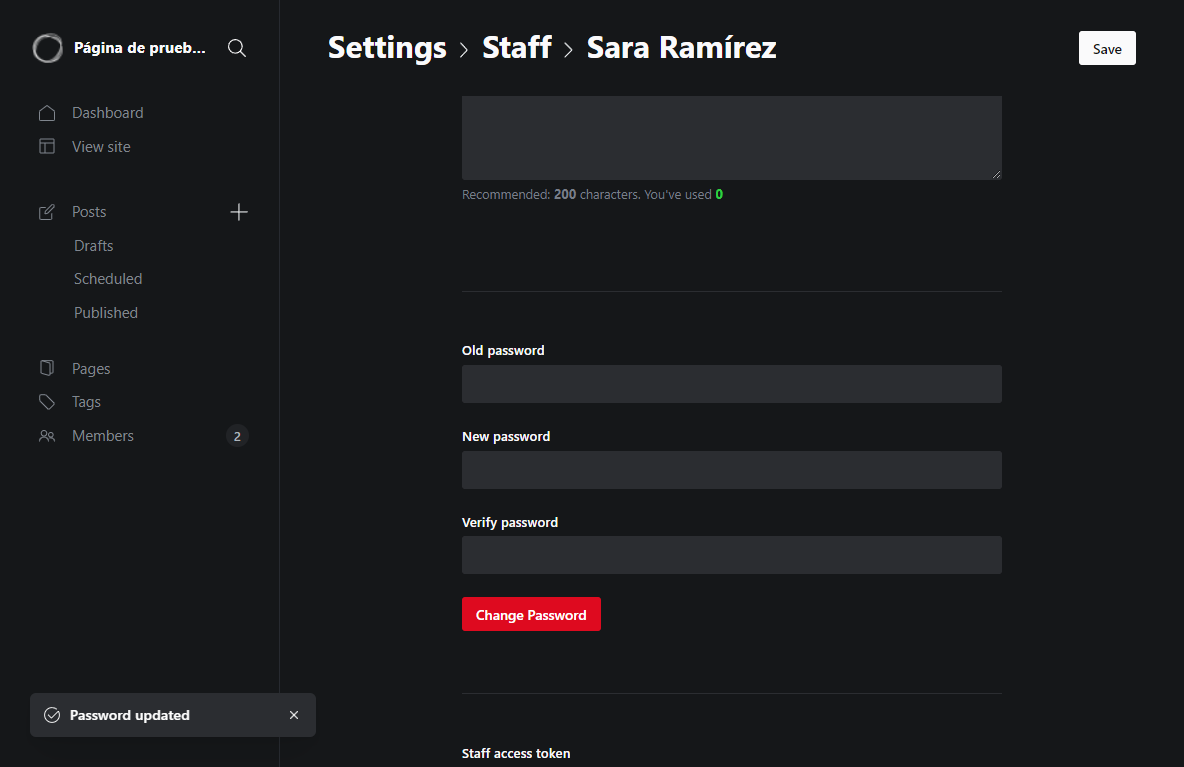 Página de prueb...
Settings > Staff > Sara Ramírez
Save
Dashboard
View site
Posts
Drafts
Scheduled
Published
Pages
Tags
Members
2
Recommended: 200 characters. You've used 0
Old password
New password
Verify password
Change Password
Password updated
Staff access token